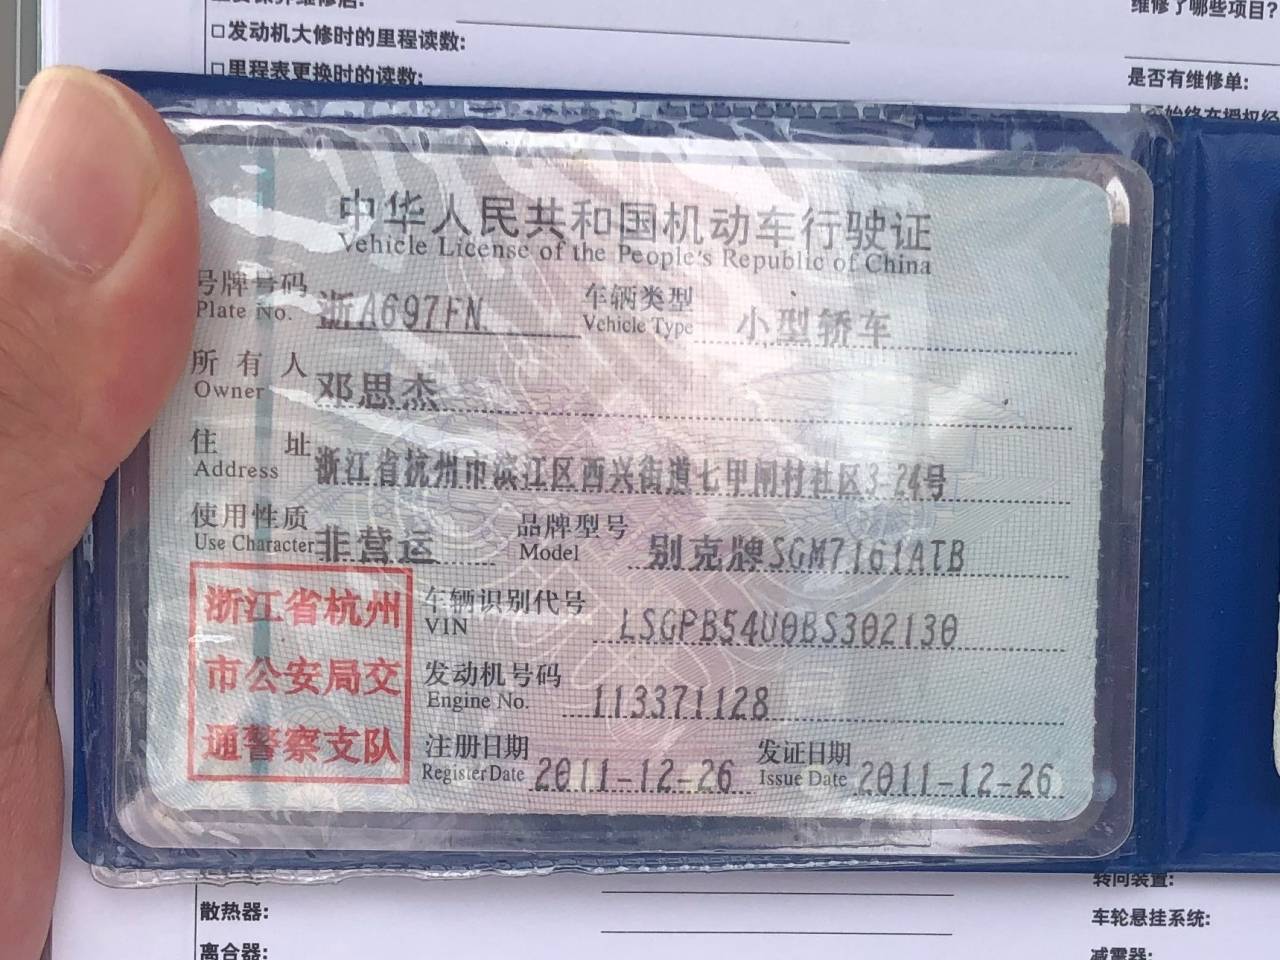 □发动机大修时的里程读数:
□里程表更换时的读数:
维修了哪些项目?
是否有维修单:
中华人民共和国机动车行驶证
Vehicle License of the People's Republic of China
号牌号码 浙A697FN 车辆类型 小型轿车
Plate No. Vehicle Type
所有人 邓思杰
Owner
住址 浙江省杭州市滨江区西兴街道七甲闸村社区3-24号
Address
使用性质 非营运 品牌型号 别克牌SGM7161ATB
Use Character Model
浙江省杭州
市公安局交
通警察支队
车辆识别代号 LSGPB54U0BS302130
VIN
发动机号码 113371128
Engine No.
注册日期 2011-12-26 发证日期 2011-12-26
Register Date Issue Date
散热器:
离合器:
转向装置:
车轮悬挂系统:
减震器: